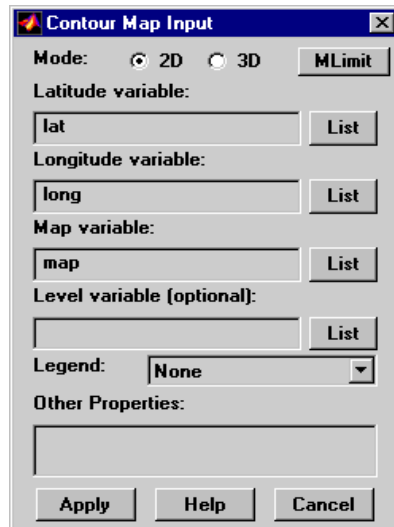 Contour Map Input
Mode: 2D 3D MLimit
Latitude variable:
lat List
Longitude variable:
long List
Map variable:
map List
Level variable (optional):
List
Legend: None
Other Properties:
Apply Help Cancel